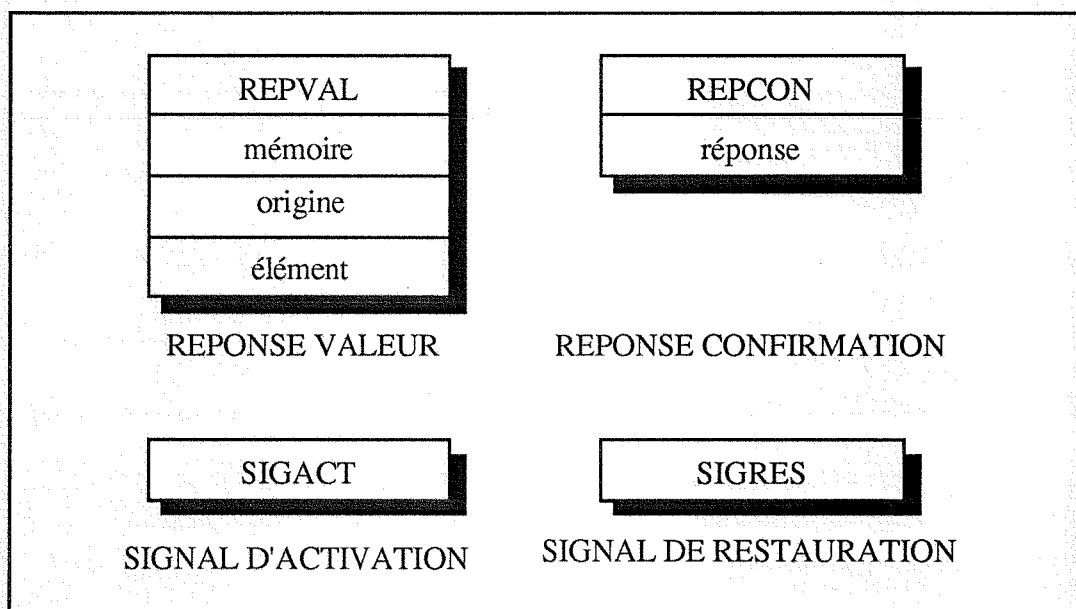 REPVAL
mémoire
origine
élément
REPONSE VALEUR
REPCON
réponse
REPONSE CONFIRMATION
SIGACT
SIGNAL D'ACTIVATION
SIGRES
SIGNAL DE RESTAURATION